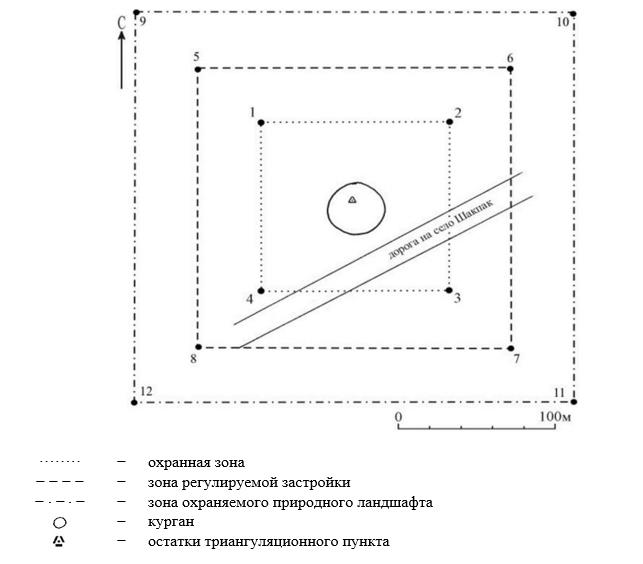 С
9
10
5
6
1
2
дорога на село Шакпак
4
3
8
7
12
11
0
100м
– охранная зона
– зона регулируемой застройки
– зона охраняемого природного ландшафта
– курган
– остатки триангуляционного пункта